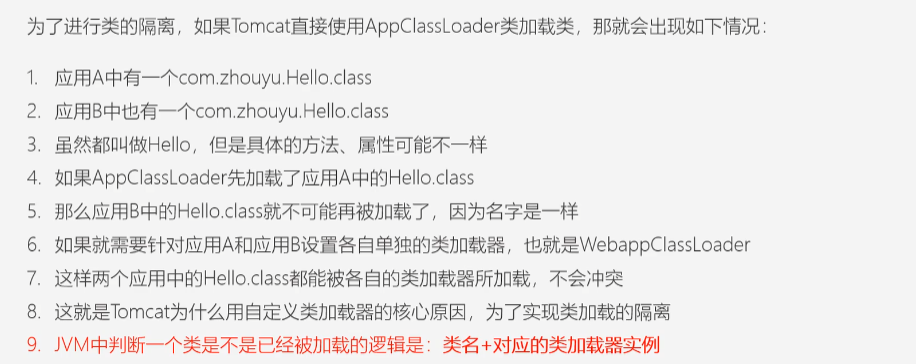 为了进行类的隔离，如果Tomcat直接使用AppClassLoader类加载类，那就会出现如下情况：
1. 应用A中有一个com.zhouyu.Hello.class
2. 应用B中也有一个com.zhouyu.Hello.class
3. 虽然都叫做Hello，但是具体的方法、属性可能不一样
4. 如果AppClassLoader先加载了应用A中的Hello.class
5. 那么应用B中的Hello.class就不可能再被加载了，因为名字是一样
6. 如果就需要针对应用A和应用B设置各自单独的类加载器，也就是WebappClassLoader
7. 这样两个应用中的Hello.class都能被各自的类加载器所加载，不会冲突
8. 这就是Tomcat为什么用自定义类加载器的核心原因，为了实现类加载的隔离
9. JVM中判断一个类是不是已经被加载的逻辑是：类名+对应的类加载器实例